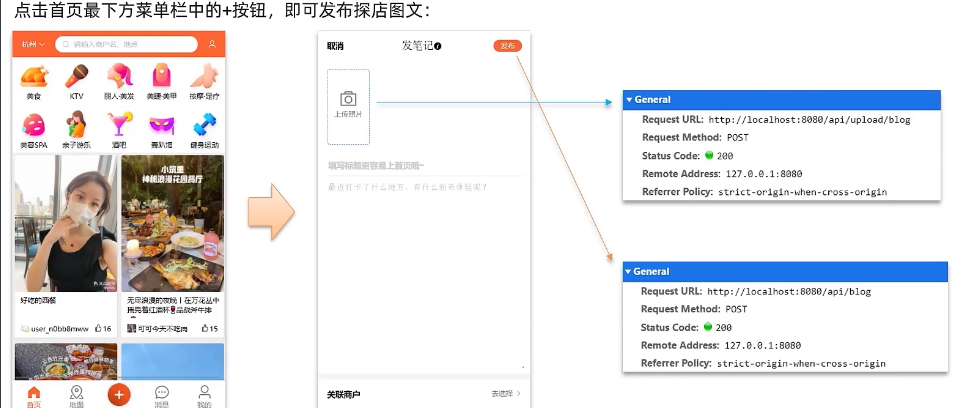 点击首页最下方菜单栏中的+按钮，即可发布探店图文：
杭州
请输入商户名、地点
美食
KTV
丽人·美发
美睫·美甲
按摩·足疗
美容SPA
亲子游乐
酒吧
轰趴馆
健身运动
小筑里
神秘浪漫花园餐厅
好吃的西餐
user_n0bb8mwwv
16
无尽浪漫的夜晚丨在万花丛中
摇晃着红酒杯🍷品战斧牛排
可可今天不吃肉
15
首页
地图
消息
我的
取消
发笔记
发布
上传照片
填写标题更容易上首页哦~
最近打卡了什么地方，有什么新奇体验呢？
关联商户
去选择 >
General
Request URL: http://localhost:8080/api/upload/blog
Request Method: POST
Status Code: 200
Remote Address: 127.0.0.1:8080
Referrer Policy: strict-origin-when-cross-origin
General
Request URL: http://localhost:8080/api/blog
Request Method: POST
Status Code: 200
Remote Address: 127.0.0.1:8080
Referrer Policy: strict-origin-when-cross-origin